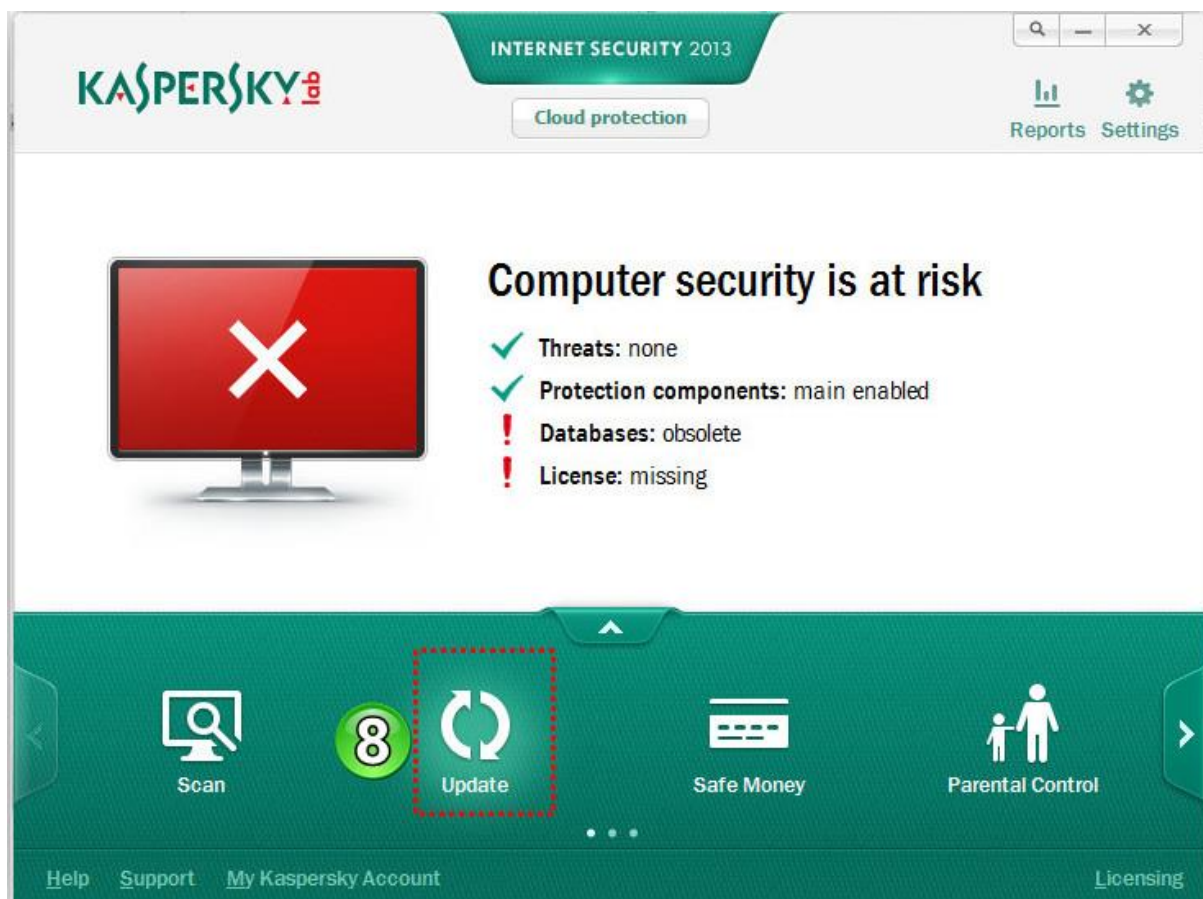 KASPERSKY lab
INTERNET SECURITY 2013
Cloud protection
Reports Settings
Computer security is at risk
Threats: none
Protection components: main enabled
Databases: obsolete
License: missing
8
Scan Update Safe Money Parental Control
Help Support My Kaspersky Account Licensing